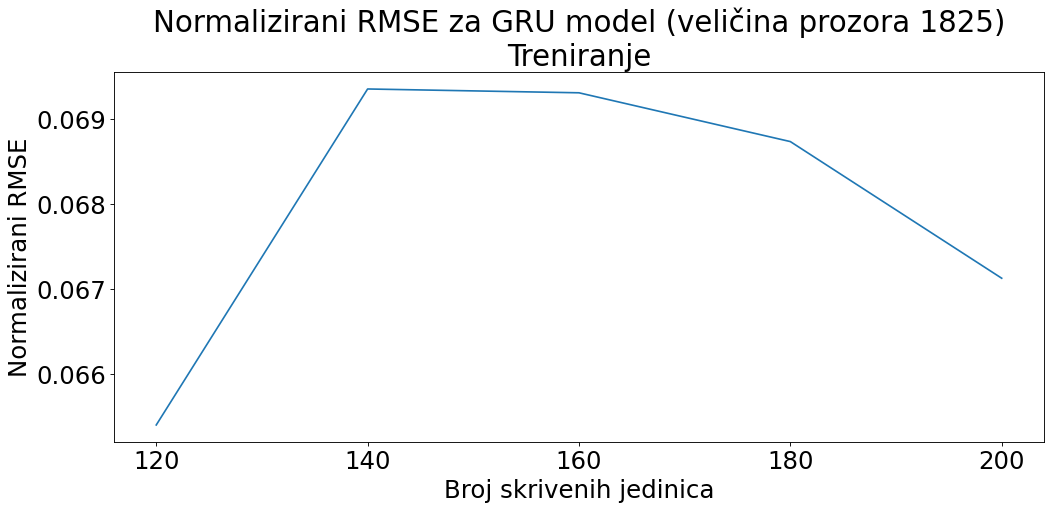 Normalizirani RMSE za GRU model (veličina prozora 1825)
Treniranje
Normalizirani RMSE
0.069
0.068
0.067
0.066
120 140 160 180 200
Broj skrivenih jedinica